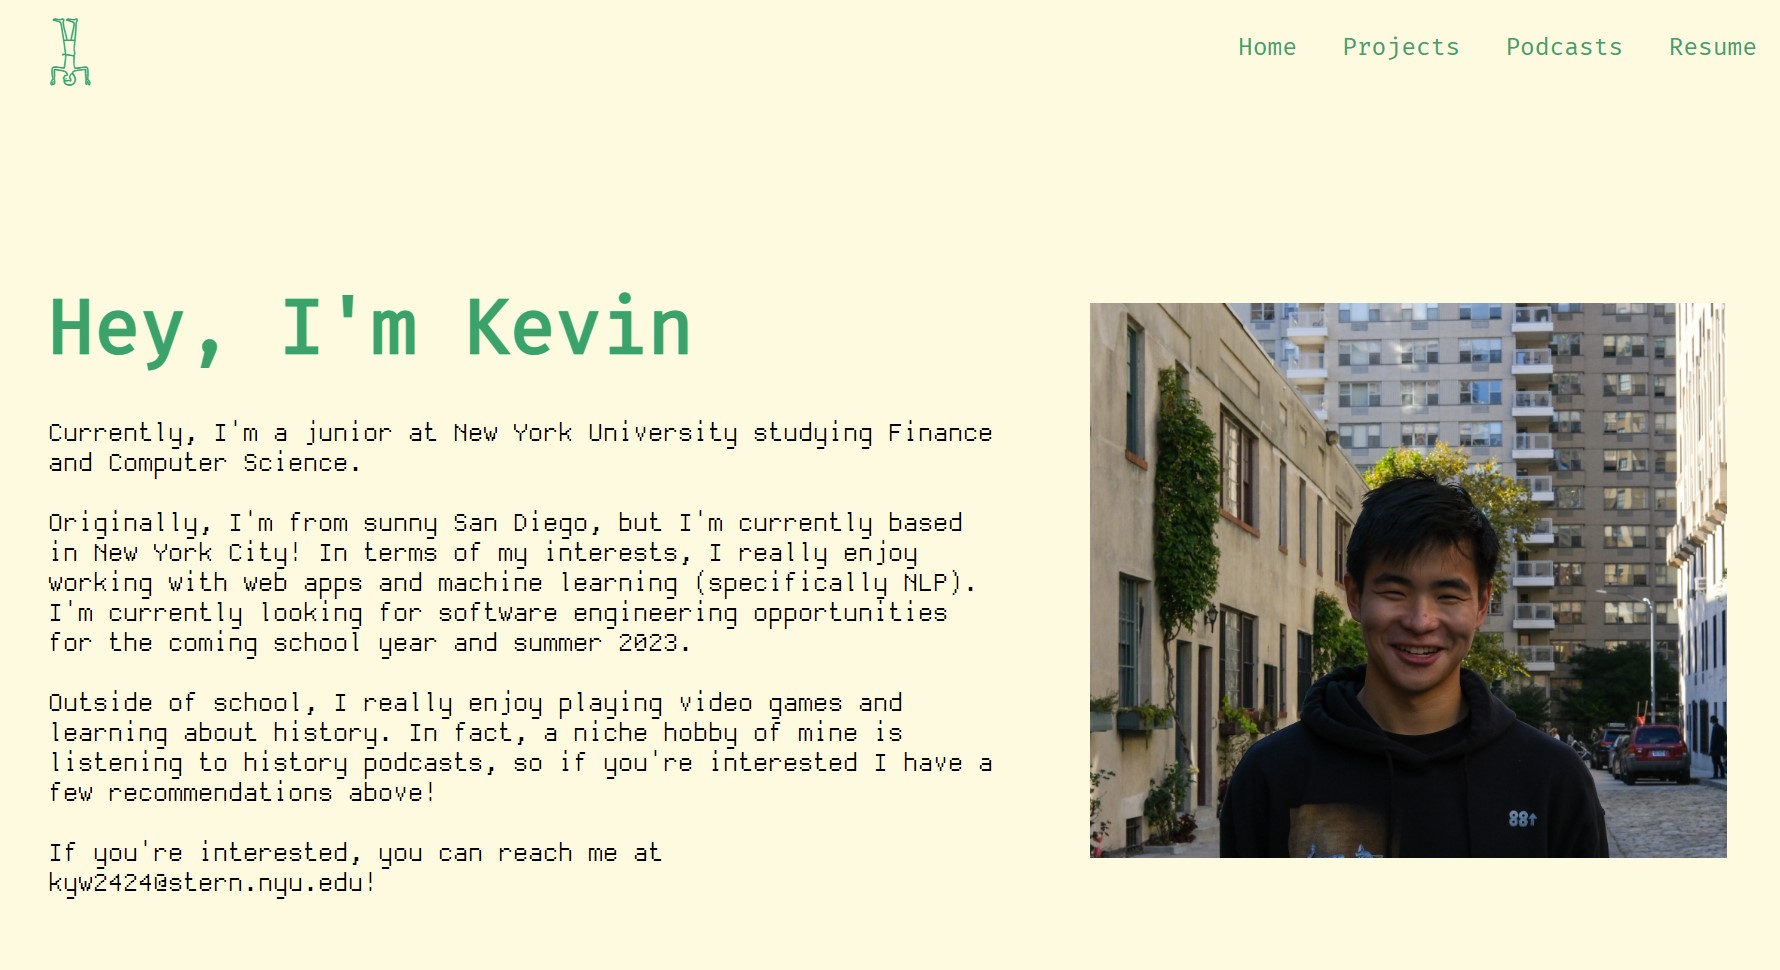 Home Projects Podcasts Resume
Hey, I'm Kevin
Currently, I'm a junior at New York University studying Finance
and Computer Science.
Originally, I'm from sunny San Diego, but I'm currently based
in New York City! In terms of my interests, I really enjoy
working with web apps and machine learning (specifically NLP).
I'm currently looking for software engineering opportunities
for the coming school year and summer 2023.
Outside of school, I really enjoy playing video games and
learning about history. In fact, a niche hobby of mine is
listening to history podcasts, so if you're interested I have a
few recommendations above!
If you're interested, you can reach me at
kyw2424@stern.nyu.edu!
88↑